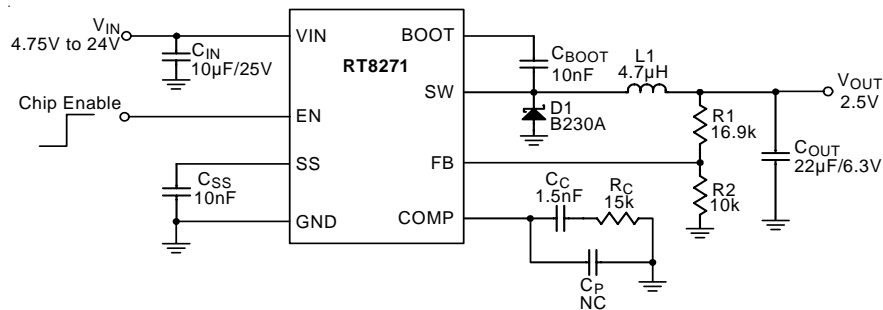 VIN
4.75V to 24V
CIN
10µF/25V
Chip Enable
CSS
10nF
VIN
EN
SS
GND
RT8271
BOOT
SW
FB
COMP
CBOOT
10nF
L1
4.7µH
D1
B230A
R1
16.9k
R2
10k
VOUT
2.5V
COUT
22µF/6.3V
CC
1.5nF
RC
15k
CP
NC